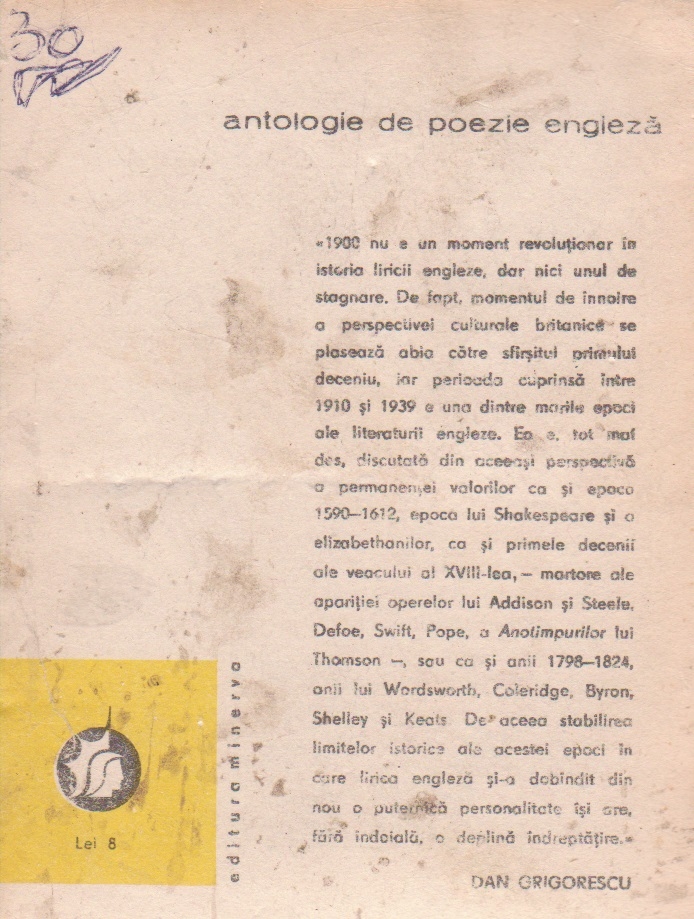 30
antologie de poezie engleză
«1900 nu e un moment revoluționar în
istoria liricii engleze, dar nici unul de
stagnare. De fapt, momentul de înnoire
a perspectivei culturale britanice se
plasează abia către sfîrșitul primului
deceniu, iar perioada cuprinsă între
1910 și 1939 e una dintre marile epoci
ale literaturii engleze. Ea e, tot mai
des, discutată din aceeași perspectivă
a permanenței valorilor ca și epoca
1590—1612, epoca lui Shakespeare și a
elizabethanilor, ca și primele decenii
ale veacului al XVIII-lea, — martore ale
apariției operelor lui Addison și Steele,
Defoe, Swift, Pope, a Anotimpurilor lui
Thomson —, sau ca și anii 1798—1824,
anii lui Wordsworth, Coleridge, Byron,
Shelley și Keats. De aceea stabilirea
limitelor istorice ale acestei epoci în
care lirica engleză și-a dobîndit din
nou o puternică personalitate își are,
fără îndoială, o deplină îndreptățire.»
DAN GRIGORESCU
editura minerva
Lei 8